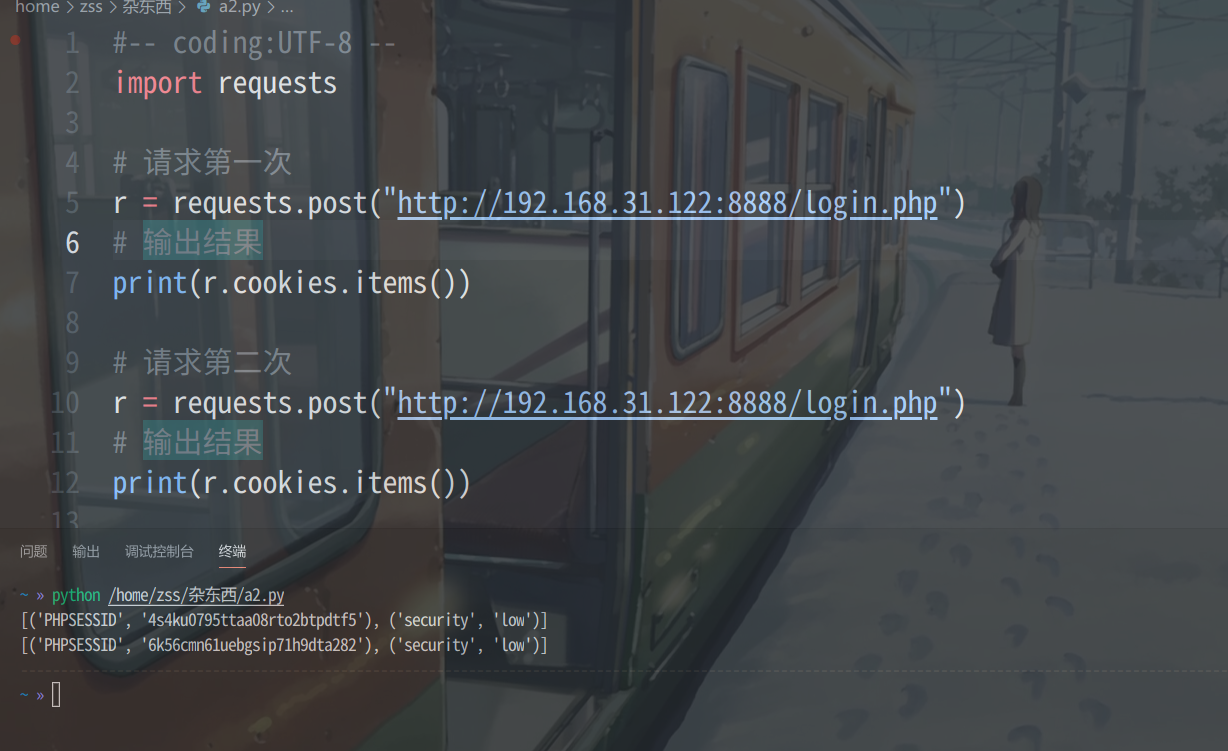 home > zss > 杂东西 > a2.py > ...
1 #-- coding:UTF-8 --
2 import requests
3
4 # 请求第一次
5 r = requests.post("http://192.168.31.122:8888/login.php")
6 # 输出结果
7 print(r.cookies.items())
8
9 # 请求第二次
10 r = requests.post("http://192.168.31.122:8888/login.php")
11 # 输出结果
12 print(r.cookies.items())
13
问题 输出 调试控制台 终端
~ » python /home/zss/杂东西/a2.py
[('PHPSESSID', '4s4ku0795ttaa08rto2btpdtf5'), ('security', 'low')]
[('PHPSESSID', '6k56cmn61uebgsip71h9dta282'), ('security', 'low')]
~ »